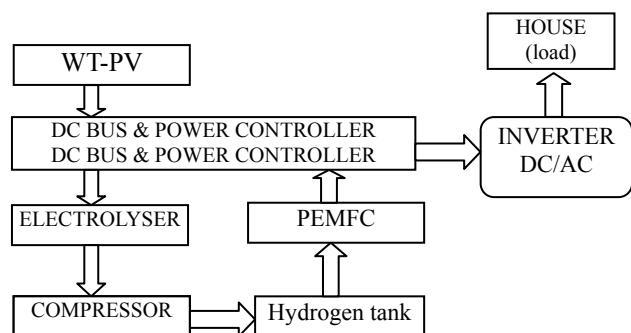 HOUSE
(load)
WT-PV
DC BUS & POWER CONTROLLER
DC BUS & POWER CONTROLLER
INVERTER
DC/AC
ELECTROLYSER
PEMFC
COMPRESSOR
Hydrogen tank